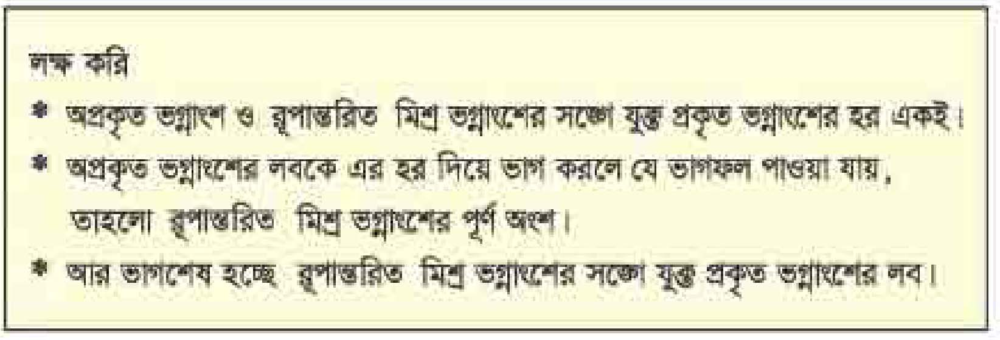 লক্ষ করি
* অপ্রকৃত ভগ্নাংশ ও রূপান্তরিত মিশ্র ভগ্নাংশের সঙ্গে যুক্ত প্রকৃত ভগ্নাংশের হর একই।
* অপ্রকৃত ভগ্নাংশের লবকে এর হর দিয়ে ভাগ করলে যে ভাগফল পাওয়া যায়,
তাহলো রূপান্তরিত মিশ্র ভগ্নাংশের পূর্ণ অংশ।
* আর ভাগশেষ হচ্ছে রূপান্তরিত মিশ্র ভগ্নাংশের সঙ্গে যুক্ত প্রকৃত ভগ্নাংশের লব।